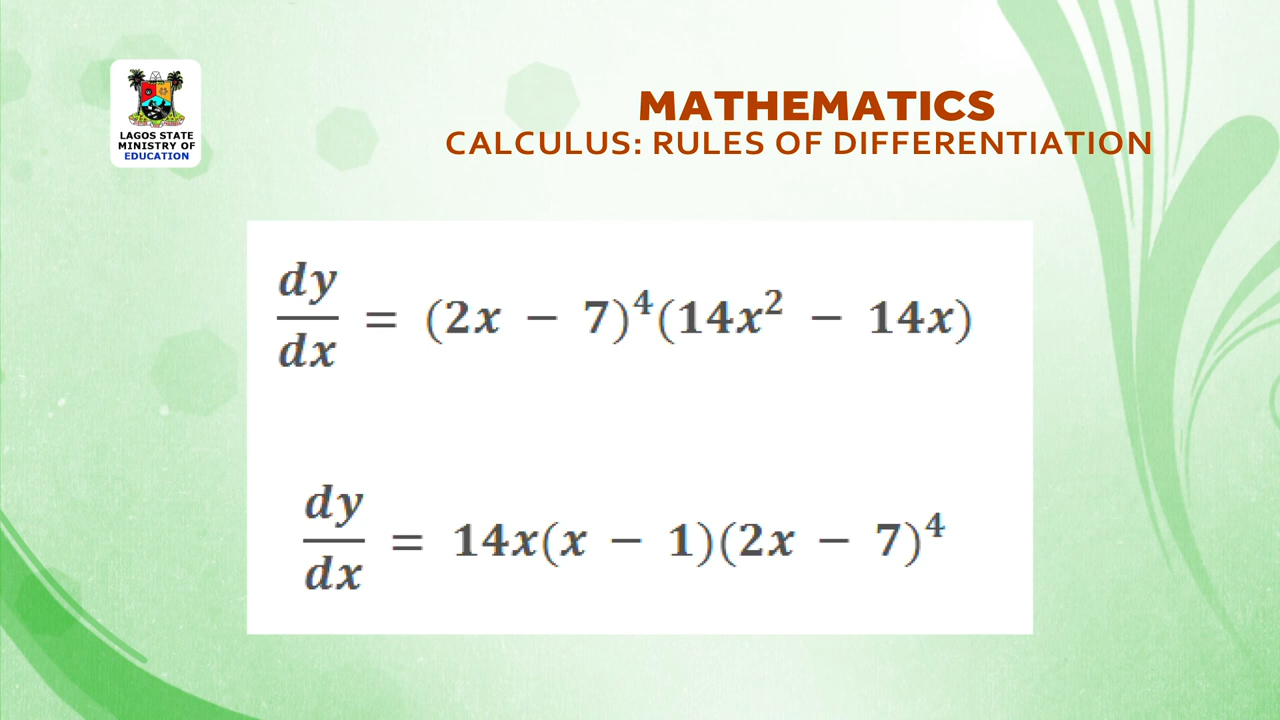 LAGOS STATE
MINISTRY OF
EDUCATION
MATHEMATICS
CALCULUS: RULES OF DIFFERENTIATION
dy/dx = (2x − 7)⁴(14x² − 14x)
dy/dx = 14x(x − 1)(2x − 7)⁴